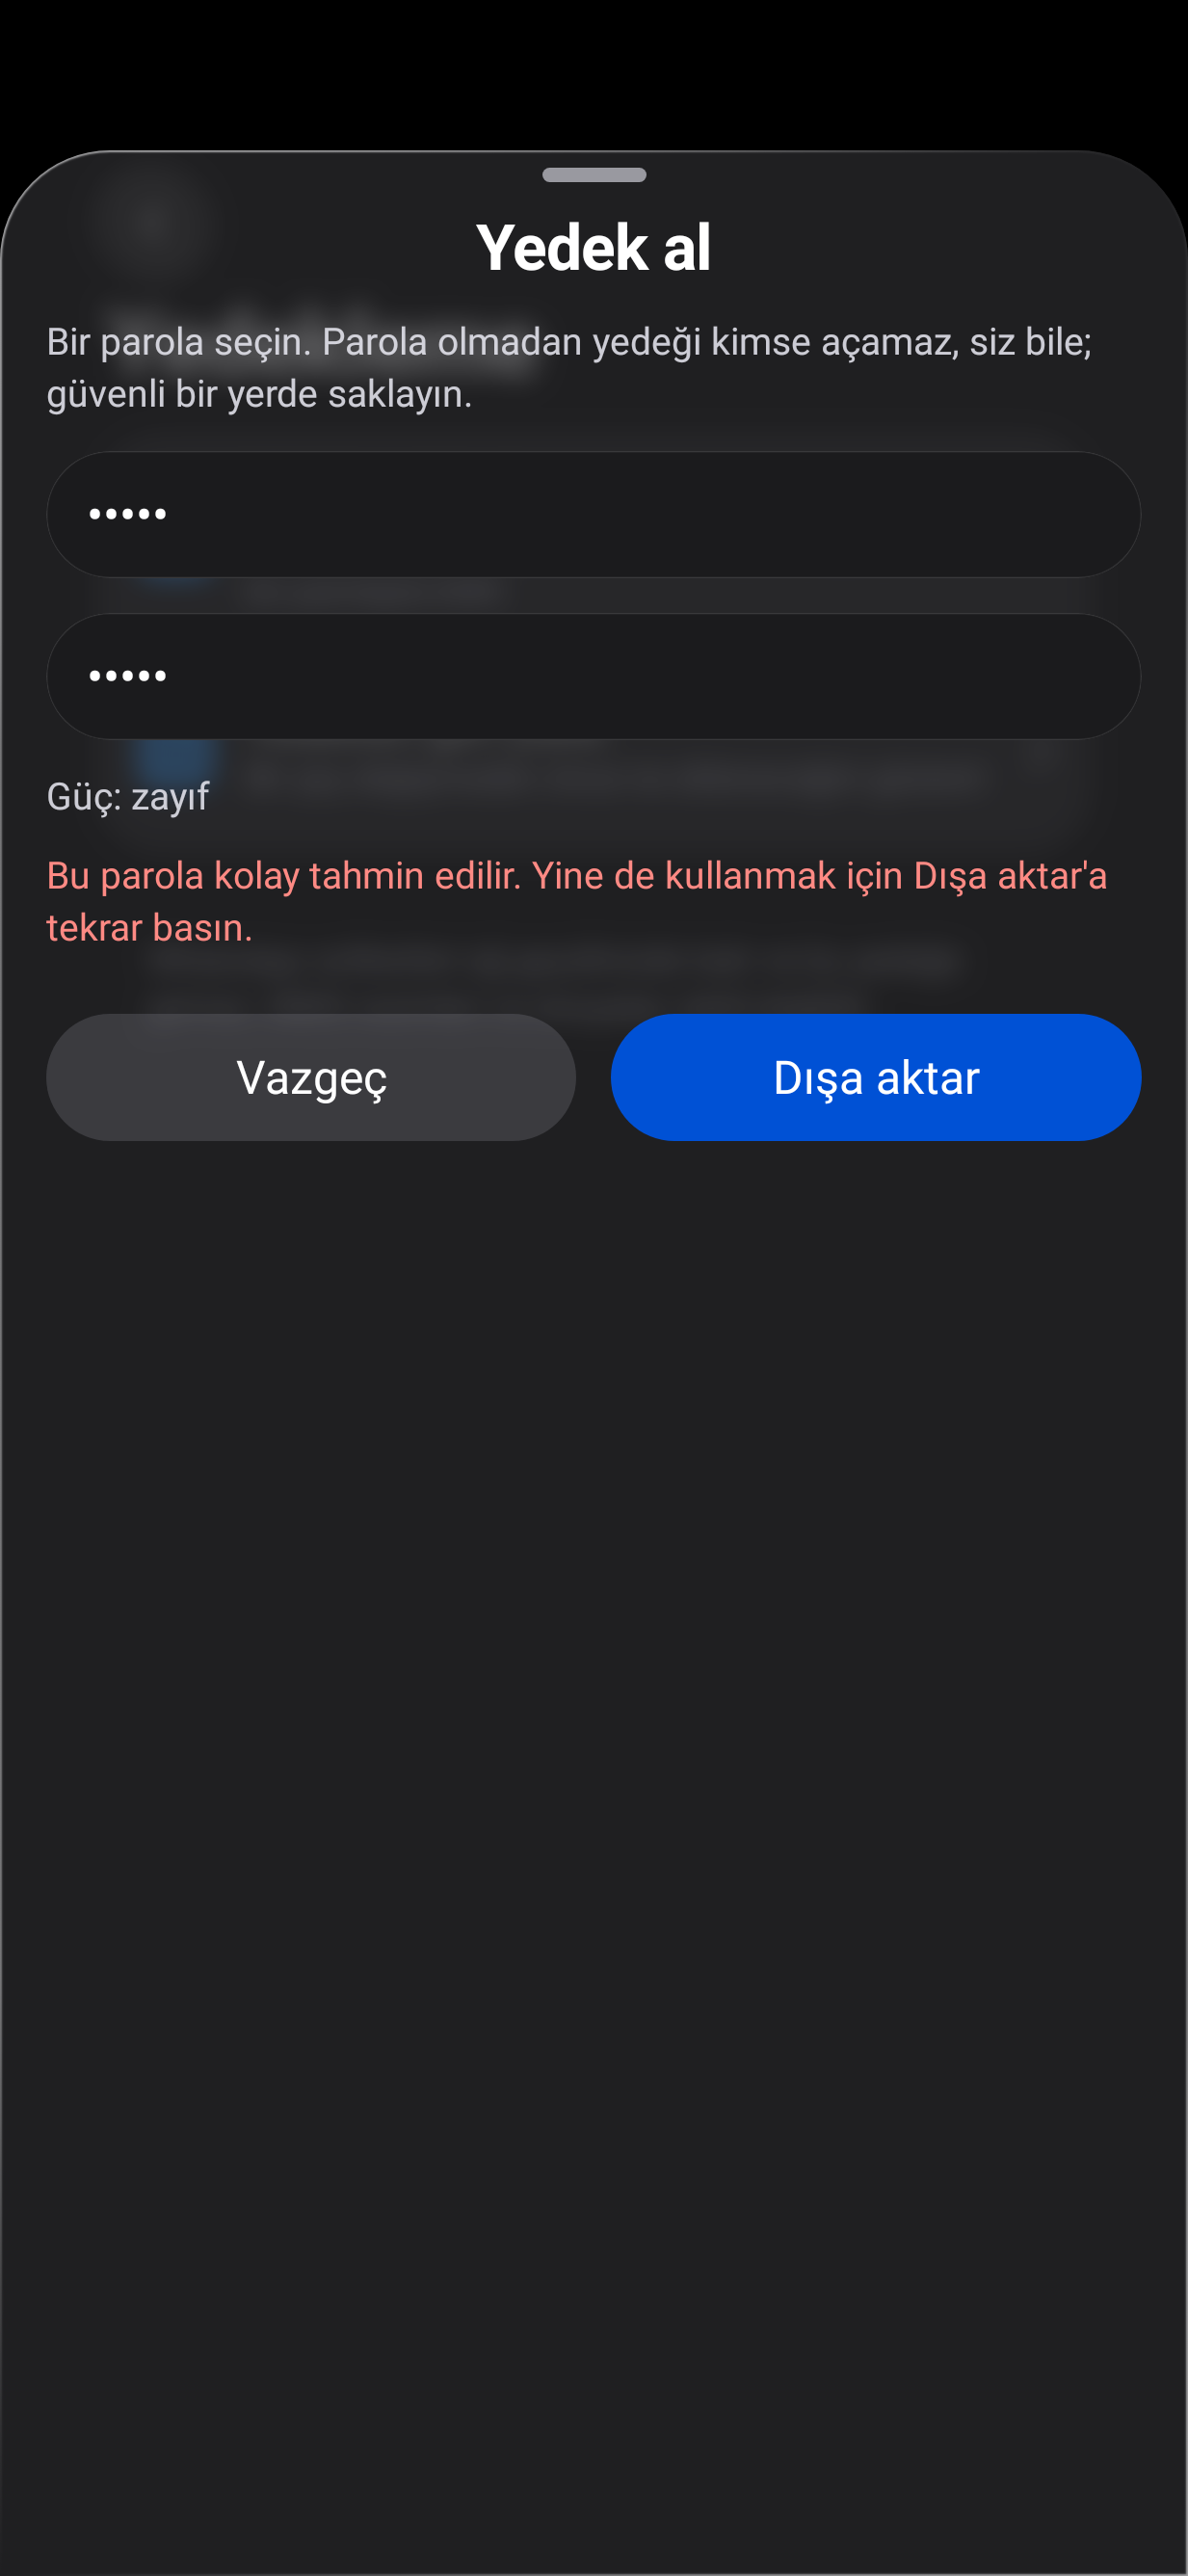 Yedek al
Bir parola seçin. Parola olmadan yedeği kimse açamaz, siz bile;
güvenli bir yerde saklayın.
•••••
•••••
Güç: zayıf
Bu parola kolay tahmin edilir. Yine de kullanmak için Dışa aktar'a
tekrar basın.
Vazgeç
Dışa aktar